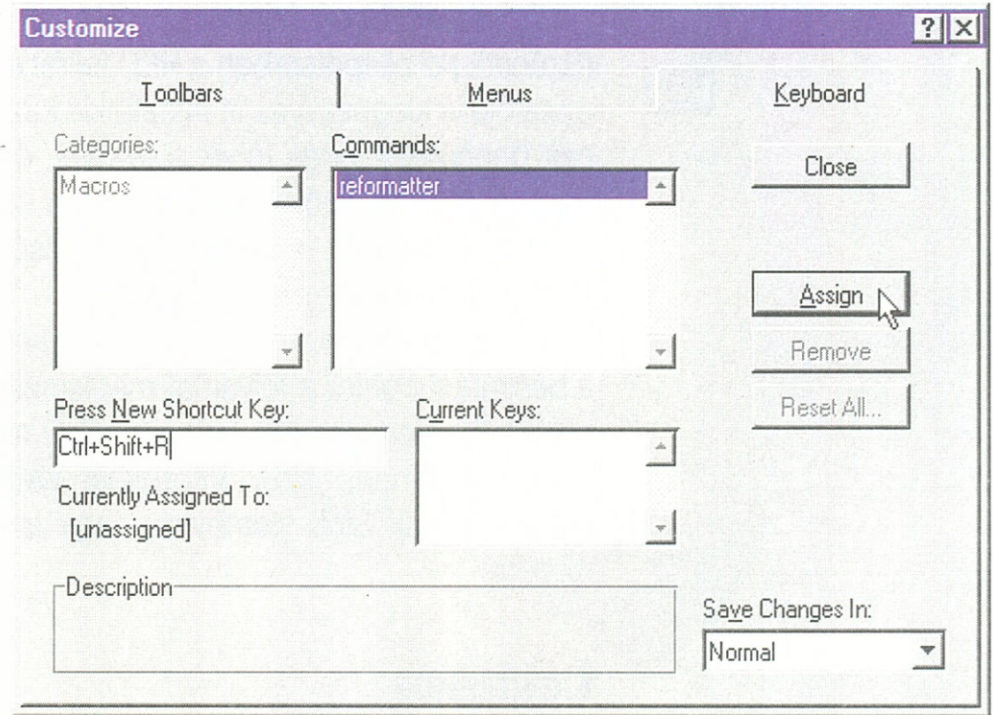 Customize
Toolbars
Menus
Keyboard
Categories:
Commands:
Macros
reformatter
Close
Assign
Remove
Reset All...
Press New Shortcut Key:
Current Keys:
Ctrl+Shift+R
Currently Assigned To:
[unassigned]
Description
Save Changes In:
Normal